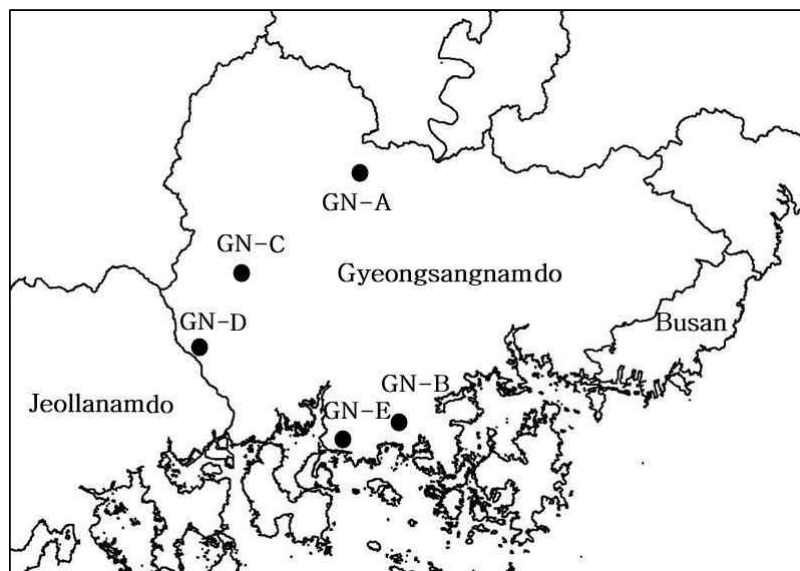 GN-A
GN-C
Gyeongsangnamdo
GN-D
Busan
GN-B
Jeollanamdo
GN-E